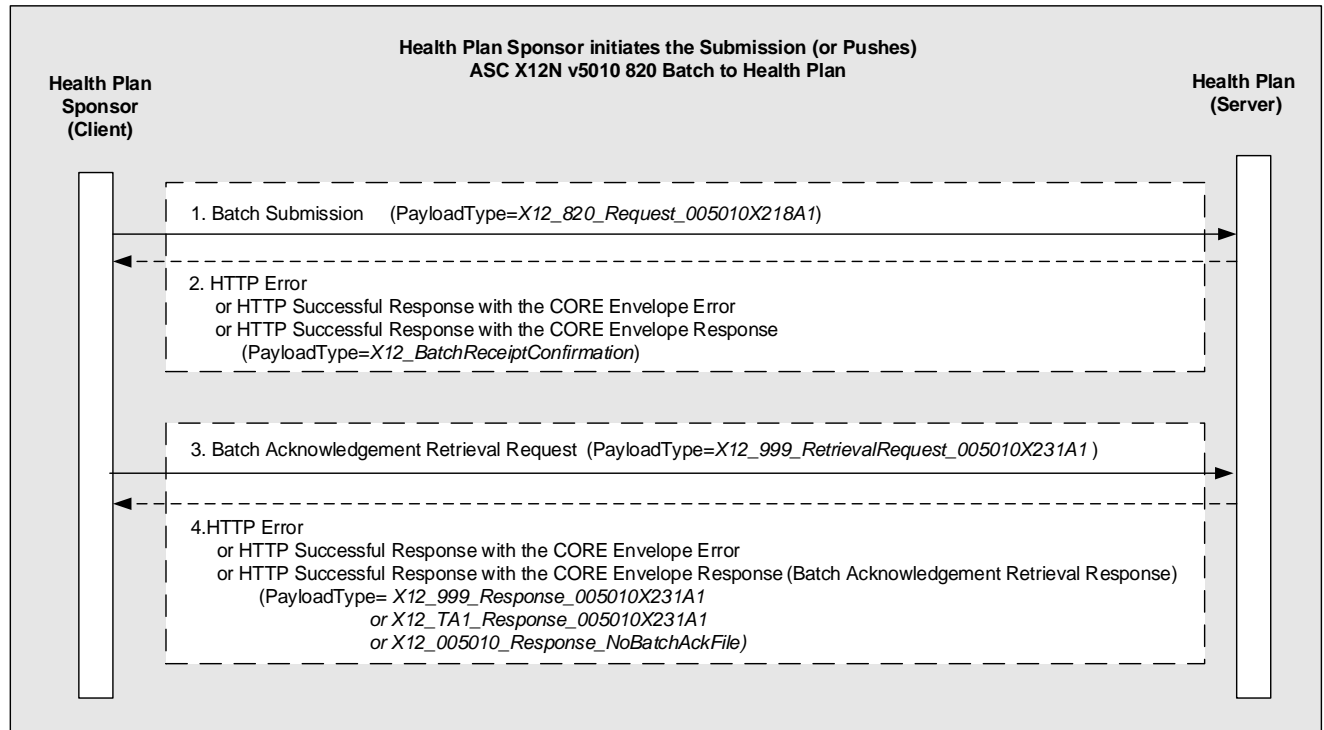 Health Plan Sponsor initiates the Submission (or Pushes)
ASC X12N v5010 820 Batch to Health Plan
Health Plan
Sponsor
(Client)
Health Plan
(Server)
1. Batch Submission (PayloadType=X12_820_Request_005010X218A1)
2. HTTP Error
or HTTP Successful Response with the CORE Envelope Error
or HTTP Successful Response with the CORE Envelope Response
(PayloadType=X12_BatchReceiptConfirmation)
3. Batch Acknowledgement Retrieval Request (PayloadType=X12_999_RetrievalRequest_005010X231A1 )
4.HTTP Error
or HTTP Successful Response with the CORE Envelope Error
or HTTP Successful Response with the CORE Envelope Response (Batch Acknowledgement Retrieval Response)
(PayloadType= X12_999_Response_005010X231A1
or X12_TA1_Response_005010X231A1
or X12_005010_Response_NoBatchAckFile)